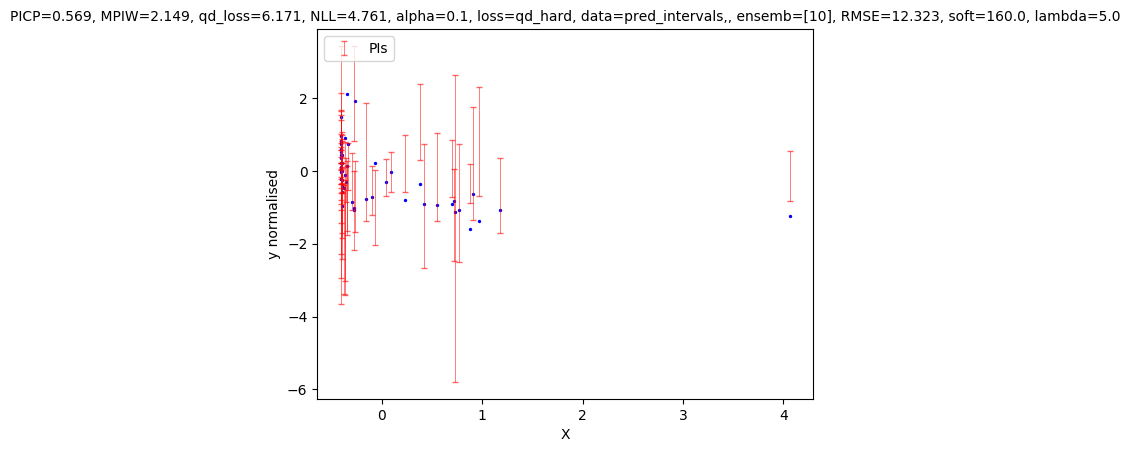 PICP=0.569, MPIW=2.149, qd_loss=6.171, NLL=4.761, alpha=0.1, loss=qd_hard, data=pred_intervals,, ensemb=[10], RMSE=12.323, soft=160.0, lambda=5.0
PIs
2
0
−2
−4
−6
y normalised
0 1 2 3 4
X